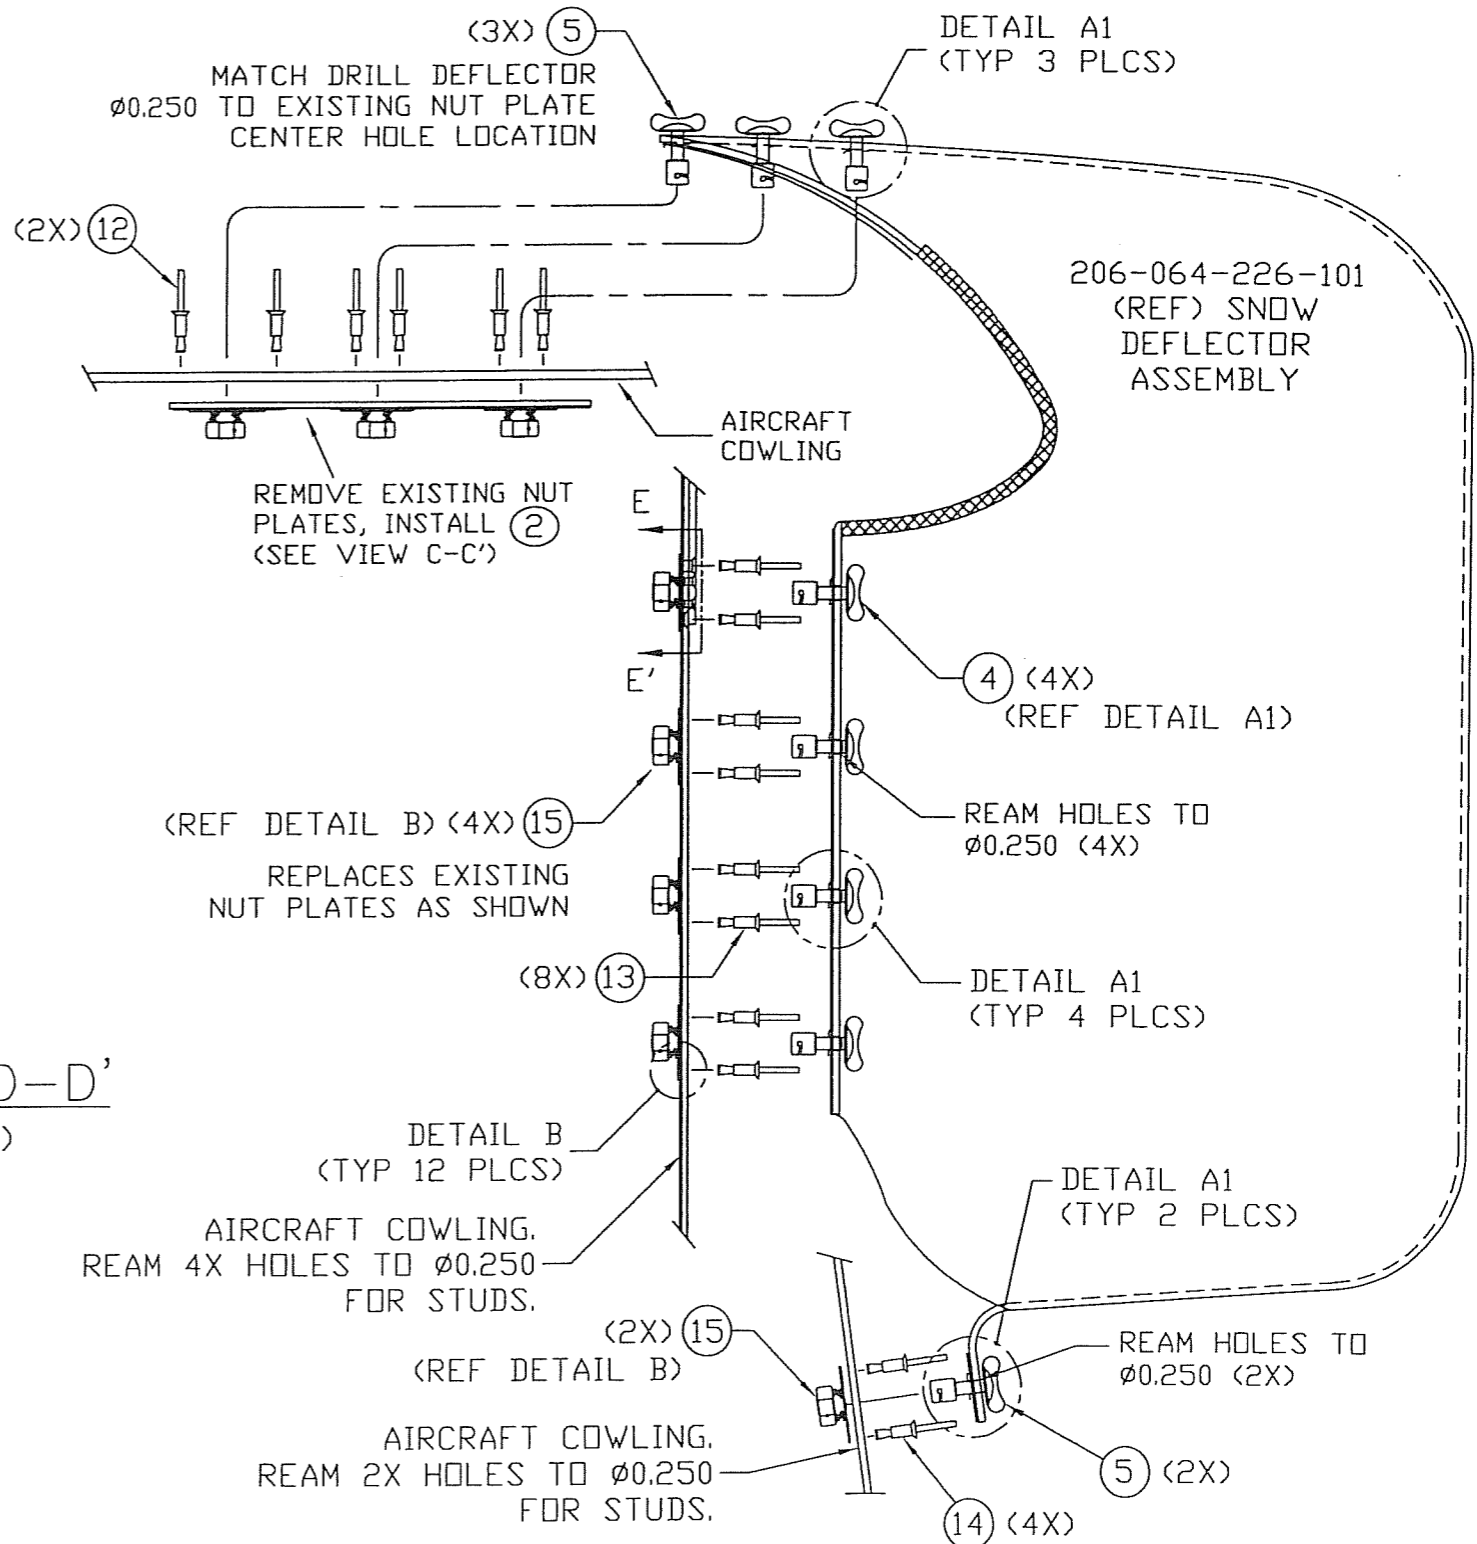 (3X) 5
MATCH DRILL DEFLECTOR
Ø0.250 TO EXISTING NUT PLATE
CENTER HOLE LOCATION
DETAIL A1
(TYP 3 PLCS)
(2X) 12
206-064-226-101
(REF) SNOW
DEFLECTOR
ASSEMBLY
AIRCRAFT
COWLING
REMOVE EXISTING NUT
PLATES, INSTALL 2
(SEE VIEW C-C')
E
E'
4 (4X)
(REF DETAIL A1)
(REF DETAIL B) (4X) 15
REPLACES EXISTING
NUT PLATES AS SHOWN
REAM HOLES TO
Ø0.250 (4X)
(8X) 13
DETAIL A1
(TYP 4 PLCS)
D-D'
)
DETAIL B
(TYP 12 PLCS)
AIRCRAFT COWLING.
REAM 4X HOLES TO Ø0.250
FOR STUDS.
DETAIL A1
(TYP 2 PLCS)
(2X) 15
(REF DETAIL B)
REAM HOLES TO
Ø0.250 (2X)
AIRCRAFT COWLING.
REAM 2X HOLES TO Ø0.250
FOR STUDS.
5 (2X)
14 (4X)